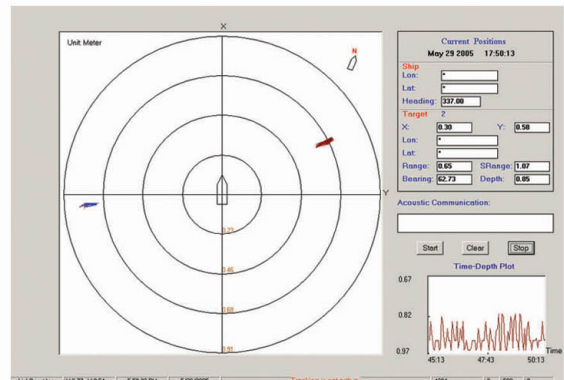 X
Unit Meter
N
Y
0.23
0.46
0.68
0.91
Current Positions
May 29 2005 17:50:13
Ship
Lon: *
Lat: *
Heading: 337.00
Target 2
X: 0.30 Y: 0.58
Lon: *
Lat: *
Range: 0.65 SRange: 1.07
Bearing: 62.73 Depth: 0.85
Acoustic Communication:
Start Clear Stop
Time-Depth Plot
0.67
0.82
0.97
45:13 47:43 50:13 Time